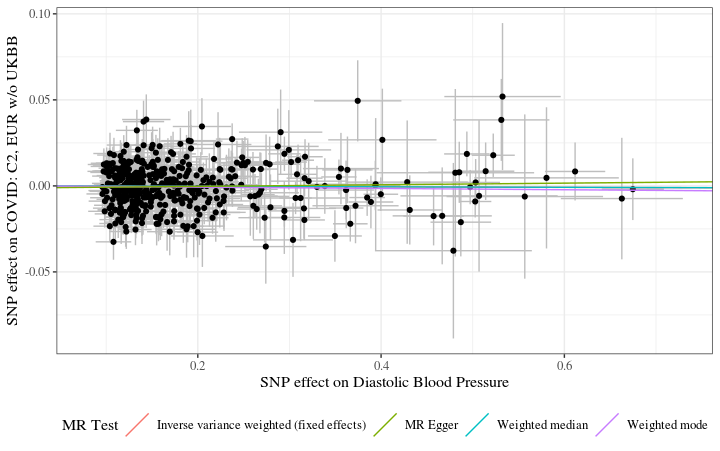 0.10
0.05
0.00
-0.05
SNP effect on COVID: C2, EUR w/o UKBB
0.2
0.4
0.6
SNP effect on Diastolic Blood Pressure
MR Test
Inverse variance weighted (fixed effects)
MR Egger
Weighted median
Weighted mode